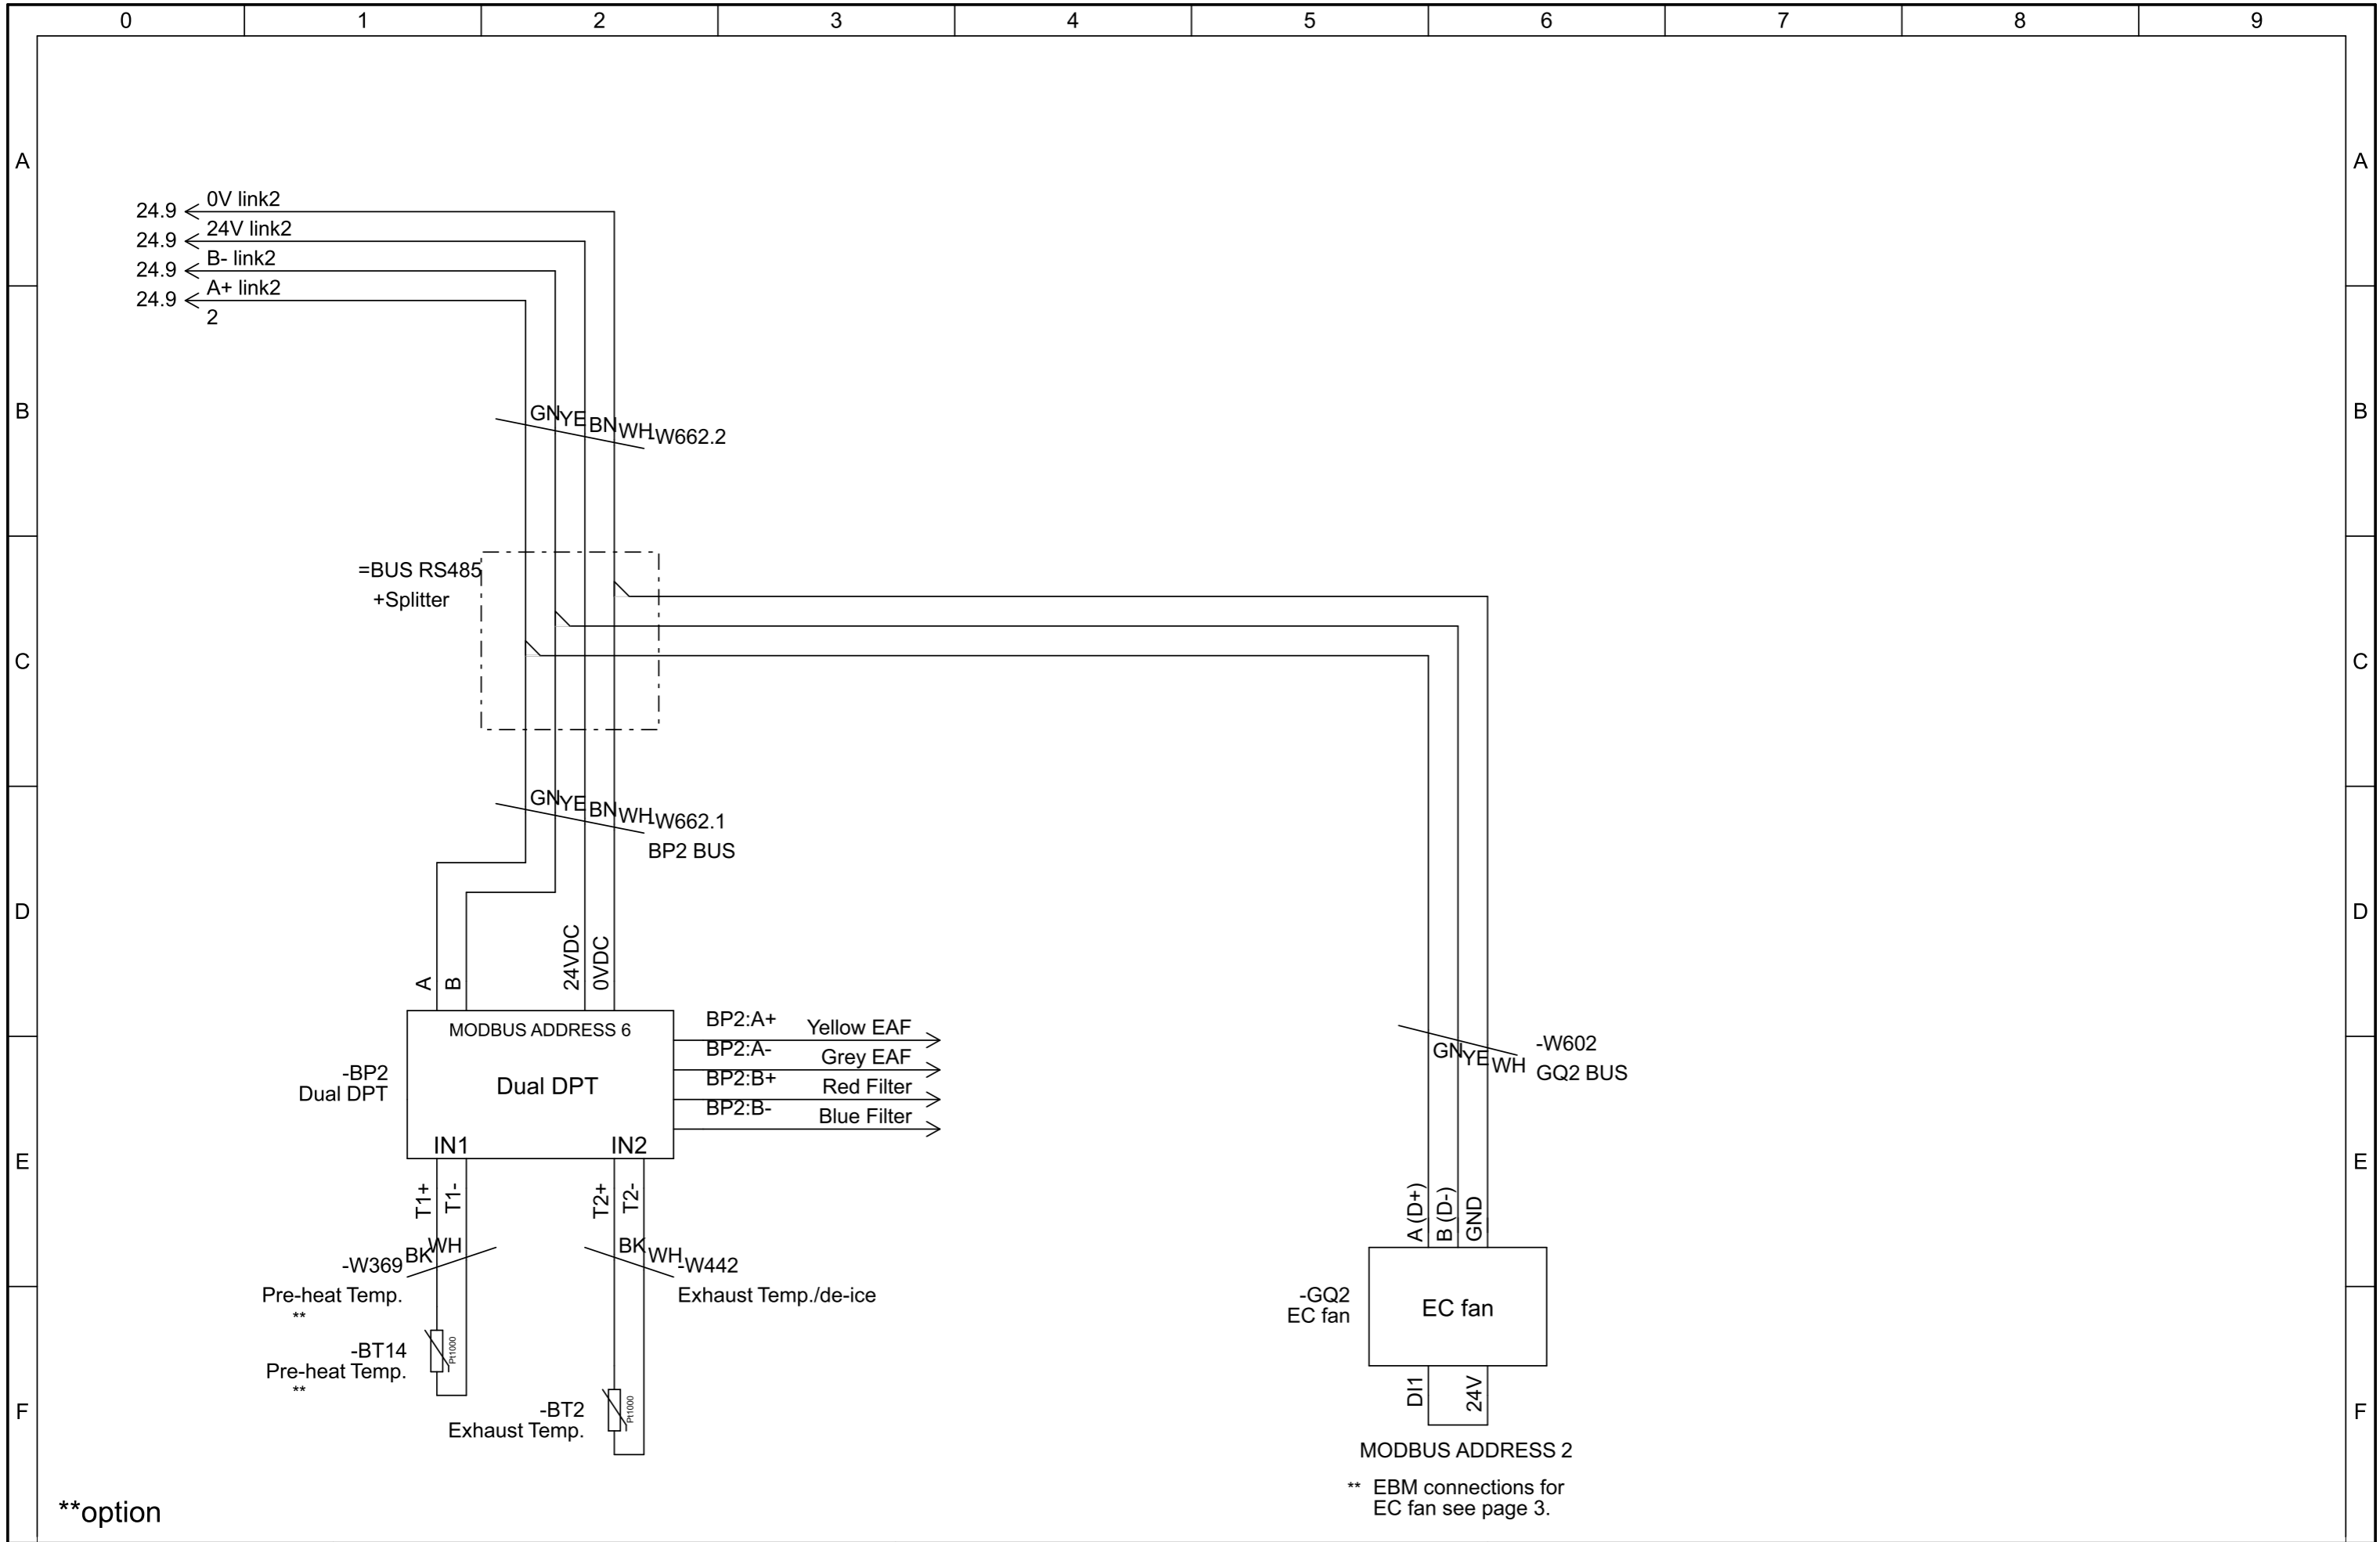 0 1 2 3 4 5 6 7 8 9
A A
0V link2
24.9
24V link2
24.9
B- link2
24.9
A+ link2
24.9
2
B B
GN YE BN WH -W662.2
=BUS RS485
+Splitter
C C
GN YE BN WH -W662.1
BP2 BUS
D D
A B 24VDC 0VDC
MODBUS ADDRESS 6
-BP2
Dual DPT
Dual DPT
IN1 IN2
BP2:A+ Yellow EAF
BP2:A- Grey EAF
BP2:B+ Red Filter
BP2:B- Blue Filter
GN YE WH
-W602
GQ2 BUS
E E
T1+ T1- T2+ T2-
A (D+) B (D-) GND
-W369 BK WH
Pre-heat Temp.
**
BK WH -W442
Exhaust Temp./de-ice
-BT14
Pre-heat Temp.
**
Pt1000
-BT2
Exhaust Temp.
Pt1000
-GQ2
EC fan
EC fan
DI1 24V
F F
MODBUS ADDRESS 2
** EBM connections for
EC fan see page 3.
**option